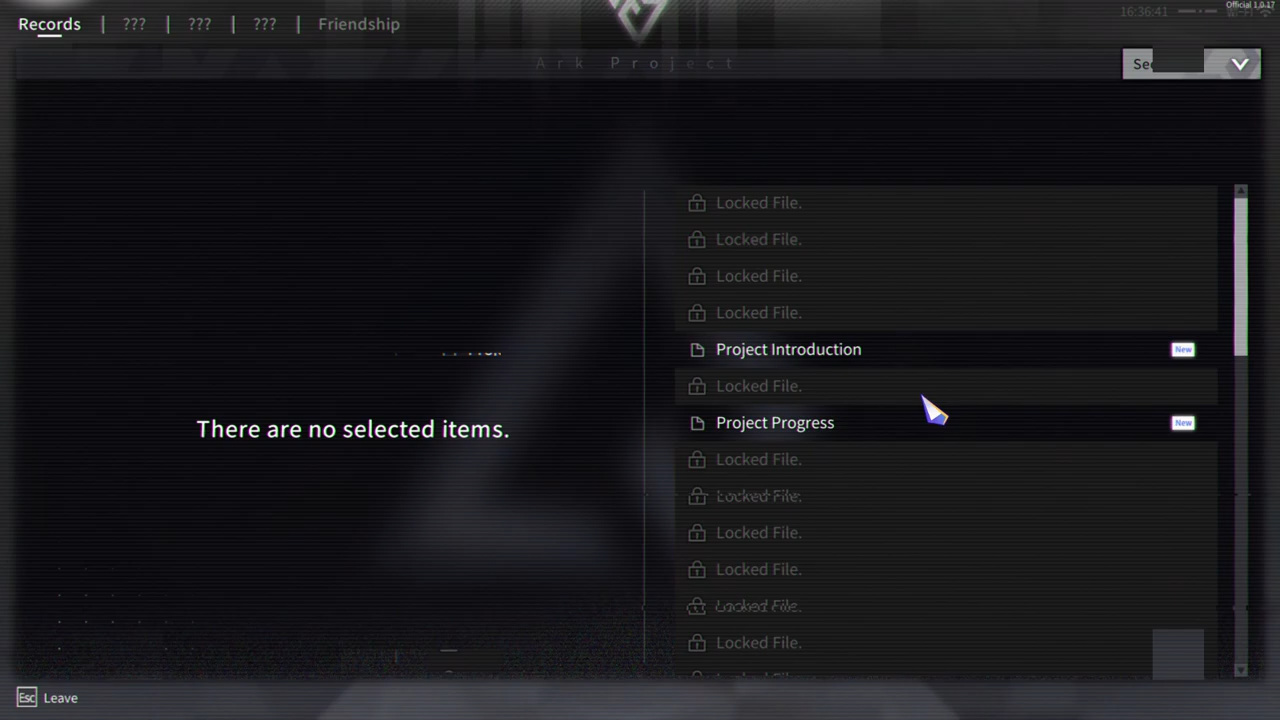 Records | ??? | ??? | ??? | Friendship
16:36:41
Official 1.0.17
Ark Project
Locked File.
Locked File.
Locked File.
Locked File.
Project Introduction New
Locked File.
Project Progress New
Locked File.
Locked File.
Locked File.
Locked File.
Locked File.
Locked File.
There are no selected items.
Esc Leave